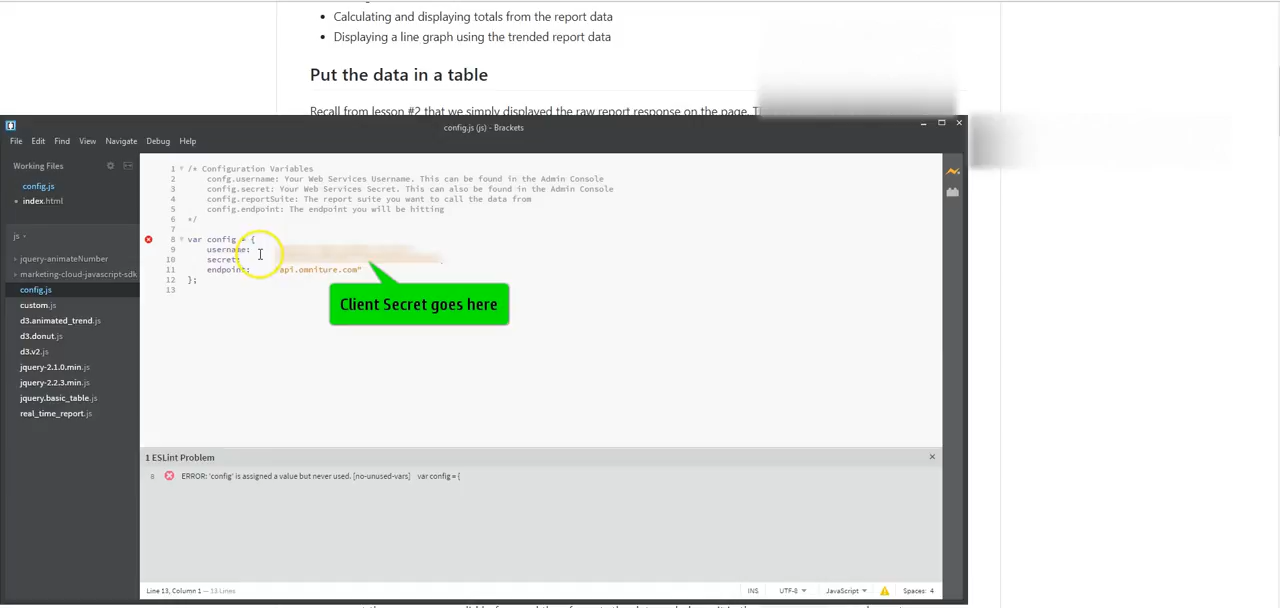 Calculating and displaying totals from the report data
Displaying a line graph using the trended report data
Put the data in a table
Recall from lesson #2 that we simply displayed the raw report response on the page.
config.js (js) - Brackets
File Edit Find View Navigate Debug Help
Working Files
config.js
index.html
js
jquery-animateNumber
marketing-cloud-javascript-sdk
config.js
custom.js
d3.animated_trend.js
d3.donut.js
d3.v2.js
jquery-2.1.0.min.js
jquery-2.2.3.min.js
jquery.basic_table.js
real_time_report.js
1 /* Configuration Variables
2 confg.username: Your Web Services Username. This can be found in the Admin Console
3 config.secret: Your Web Services Secret. This can also be found in the Admin Console
4 config.reportSuite: The report suite you want to call the data from
5 config.endpoint: The endpoint you will be hitting
6 */
7
8 var config = {
9 username:
10 secret:
11 endpoint: "api.omniture.com"
12 };
13
Client Secret goes here
1 ESLint Problem
8 ERROR: 'config' is assigned a value but never used. [no-unused-vars] var config = {
Line 13, Column 1 — 13 Lines
INS UTF-8 JavaScript Spaces: 4